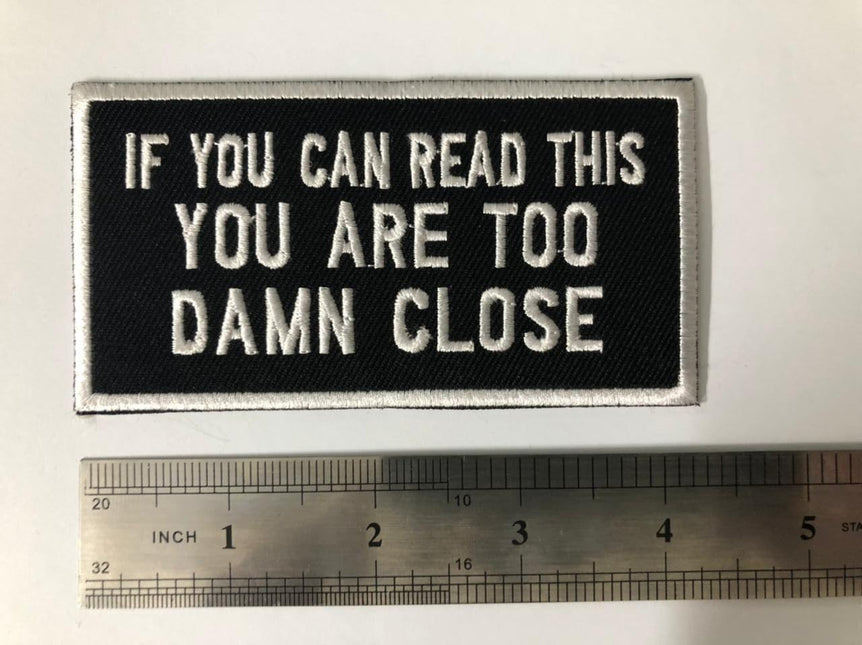 IF YOU CAN READ THIS
YOU ARE TOO
DAMN CLOSE
20 10
INCH 1 2 3 4 5 STA
32 16